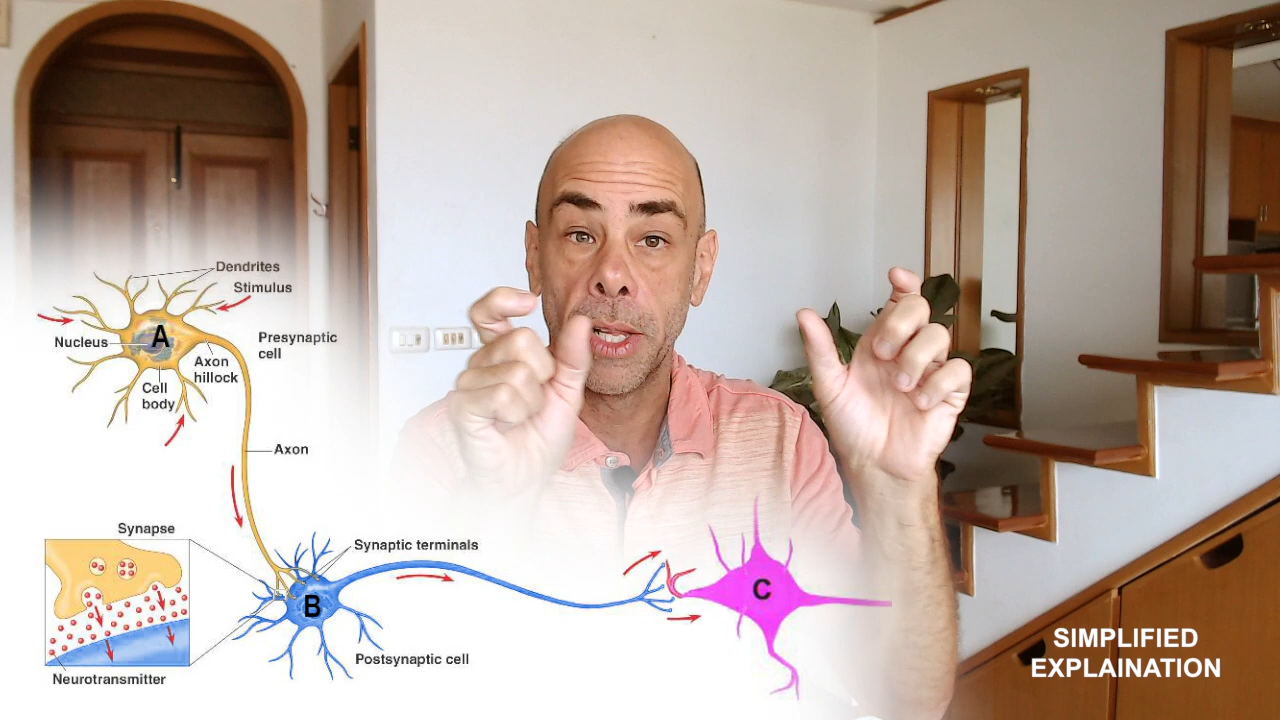 Dendrites
Stimulus
A
Nucleus
Presynaptic
cell
Axon
hillock
Cell
body
Axon
Synapse
Synaptic terminals
B
C
Postsynaptic cell
Neurotransmitter
SIMPLIFIED
EXPLAINATION